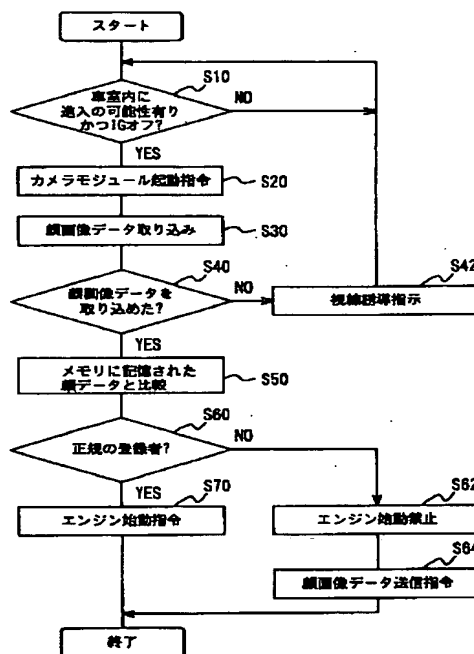 スタート
S10
車室内に
進入の可能性有り
かつIGオフ?
NO
YES
カメラモジュール起動指令
S20
顔画像データ取り込み
S30
S40
顔画像データを
取り込めた?
NO
S42
視線誘導指示
YES
メモリに記憶された
顔データと比較
S50
S60
正規の登録者?
NO
YES
S70
エンジン始動指令
S62
エンジン始動禁止
S64
顔画像データ送信指令
終了